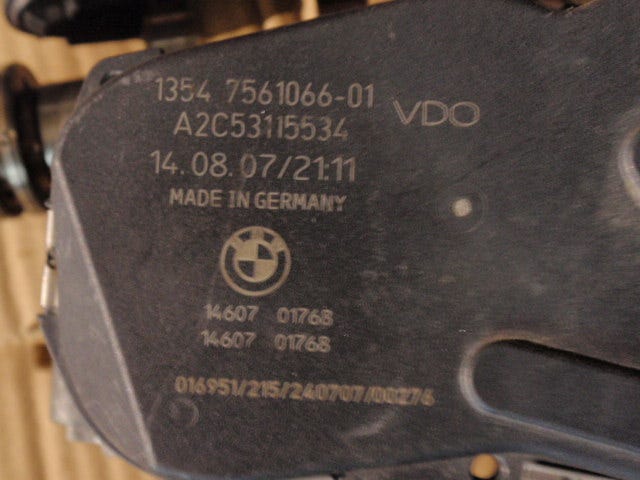 1354 7561066-01
VDO
A2C53115534
14.08.07/21:11
MADE IN GERMANY
BMW
14607 01768
14607 01768
016951/215/240707/00276